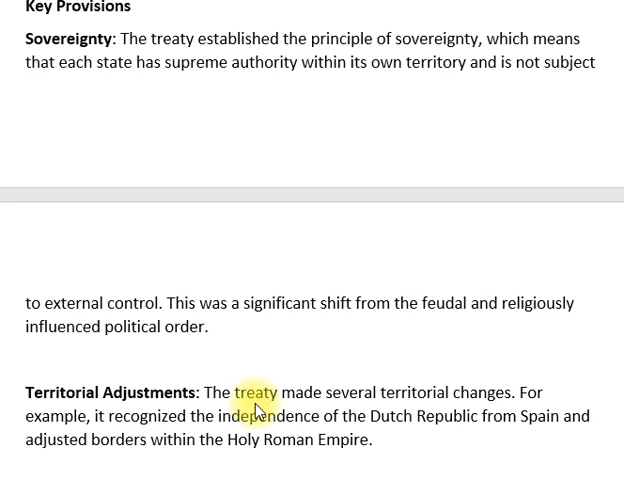 Key Provisions
Sovereignty: The treaty established the principle of sovereignty, which means
that each state has supreme authority within its own territory and is not subject
to external control. This was a significant shift from the feudal and religiously
influenced political order.
Territorial Adjustments: The treaty made several territorial changes. For
example, it recognized the independence of the Dutch Republic from Spain and
adjusted borders within the Holy Roman Empire.